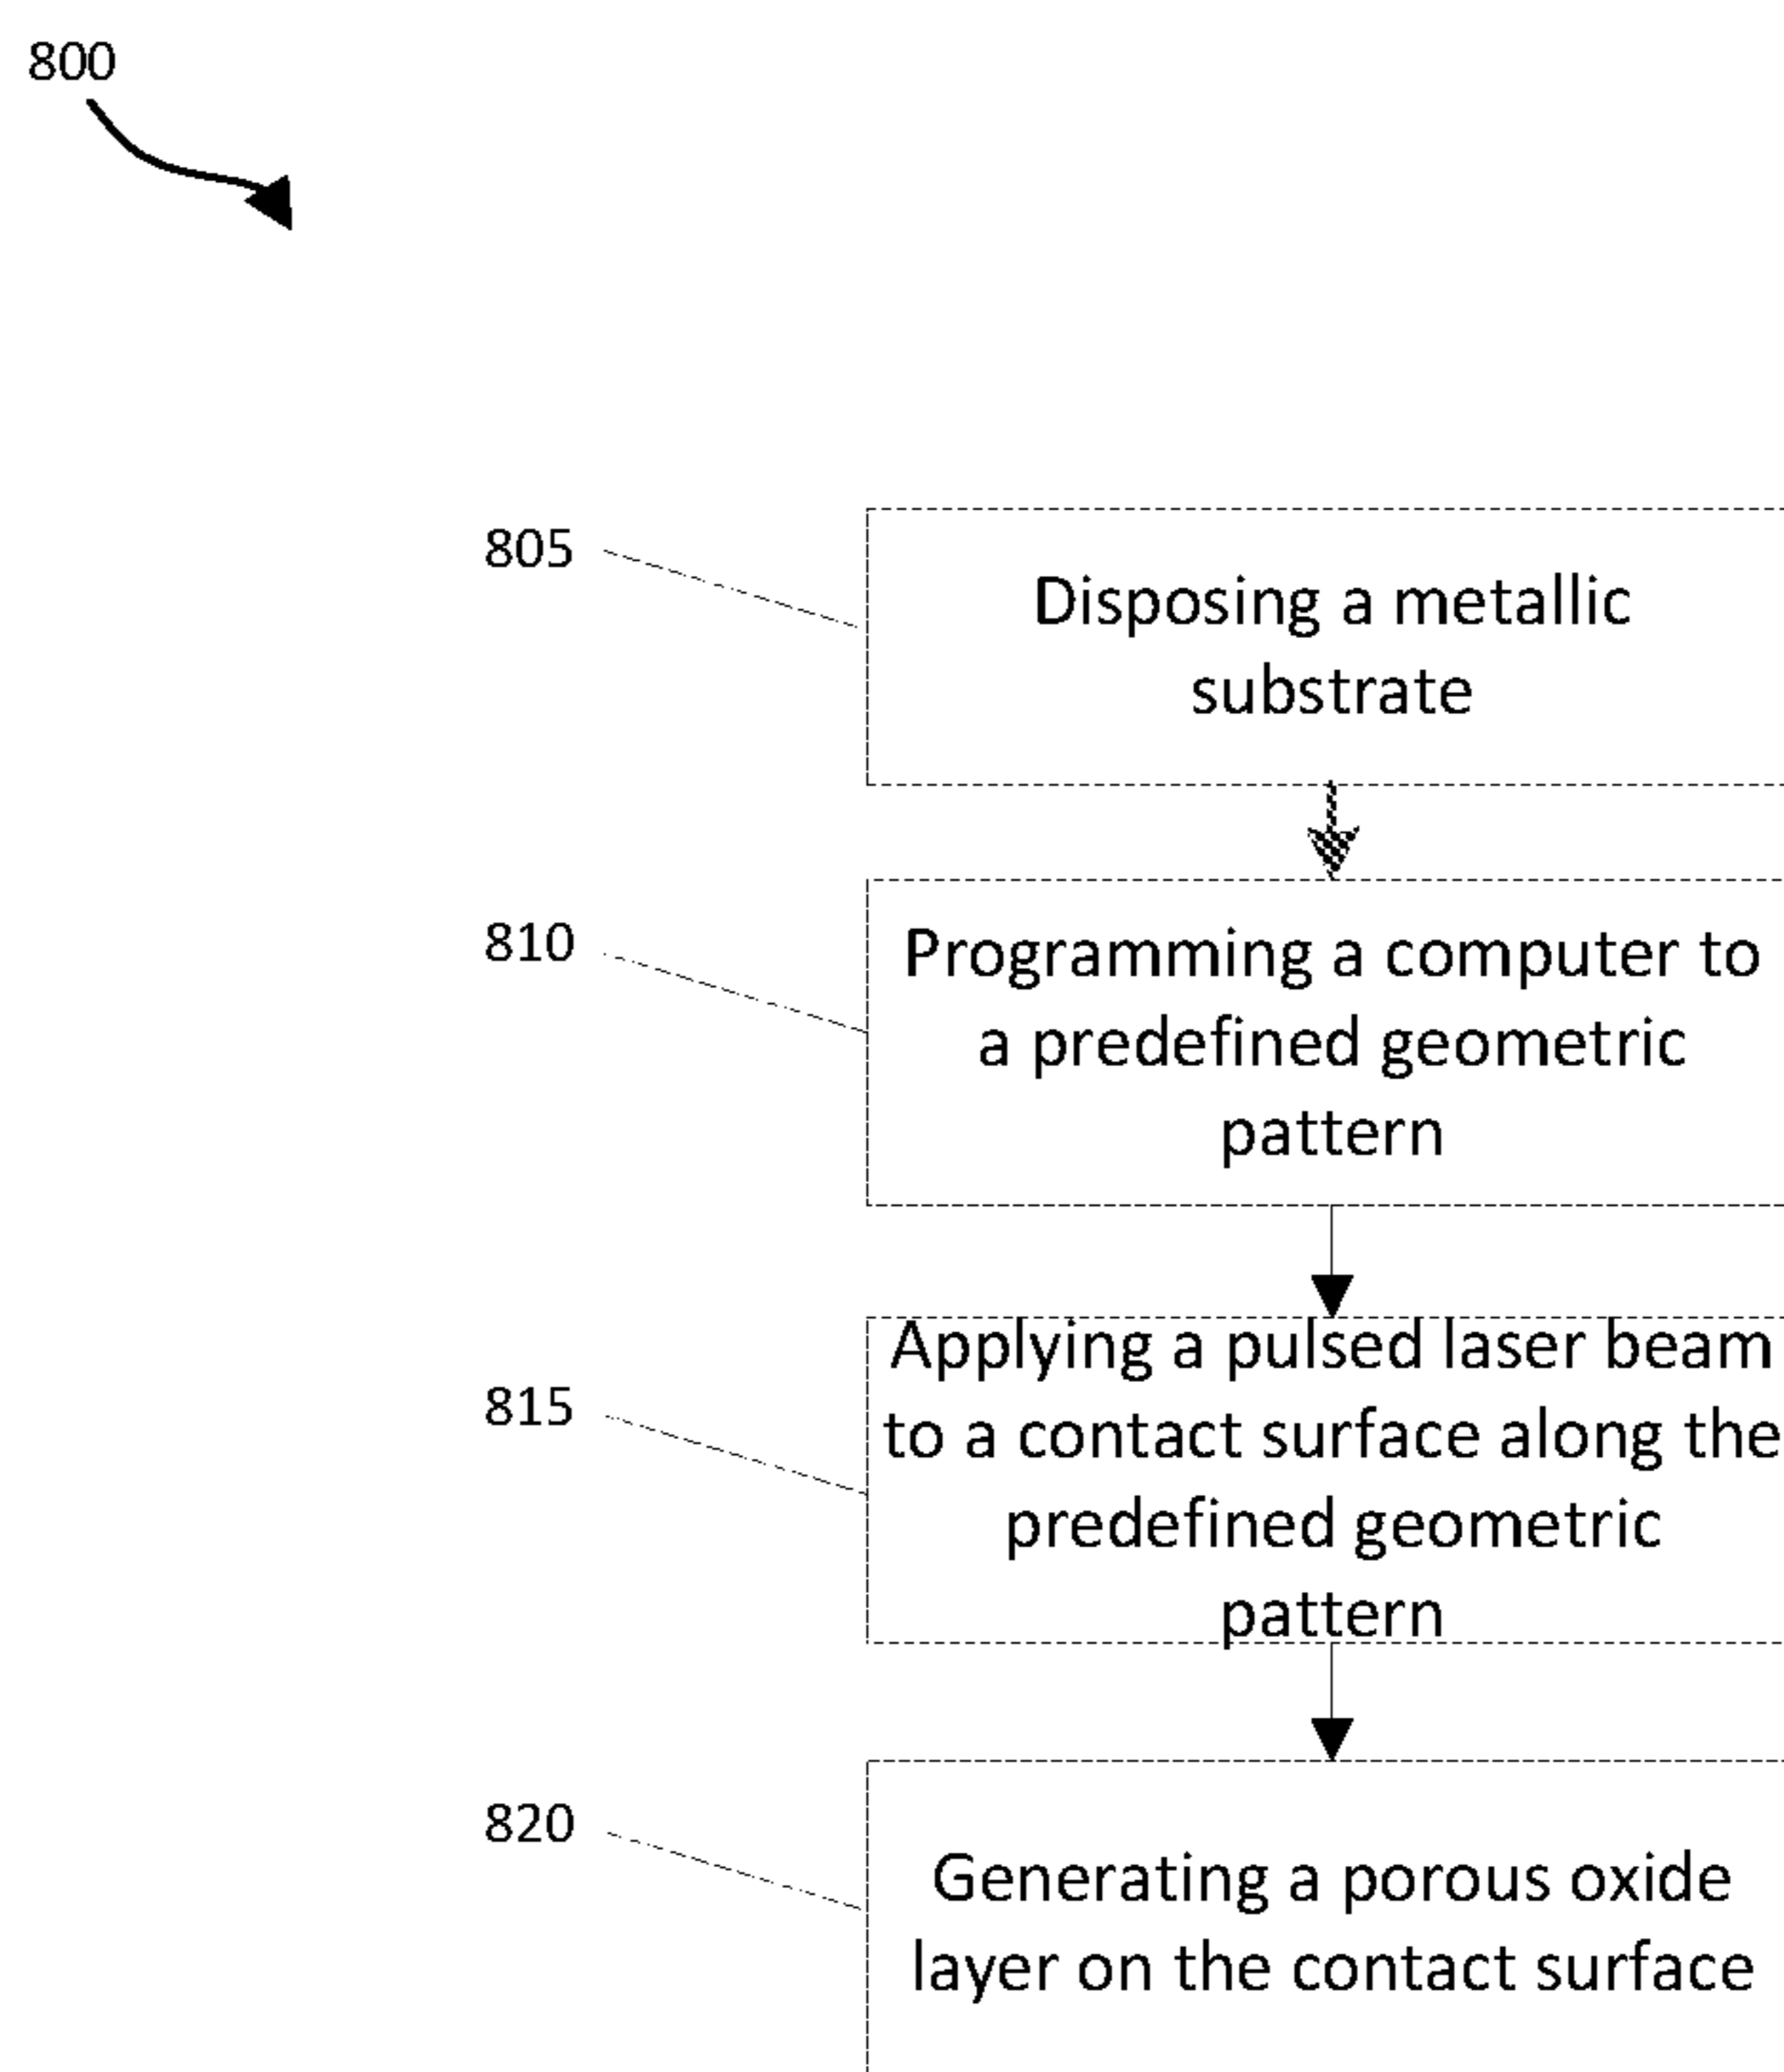 800
805
Disposing a metallic
substrate
810
Programming a computer to
a predefined geometric
pattern
815
Applying a pulsed laser beam
to a contact surface along the
predefined geometric
pattern
820
Generating a porous oxide
layer on the contact surface